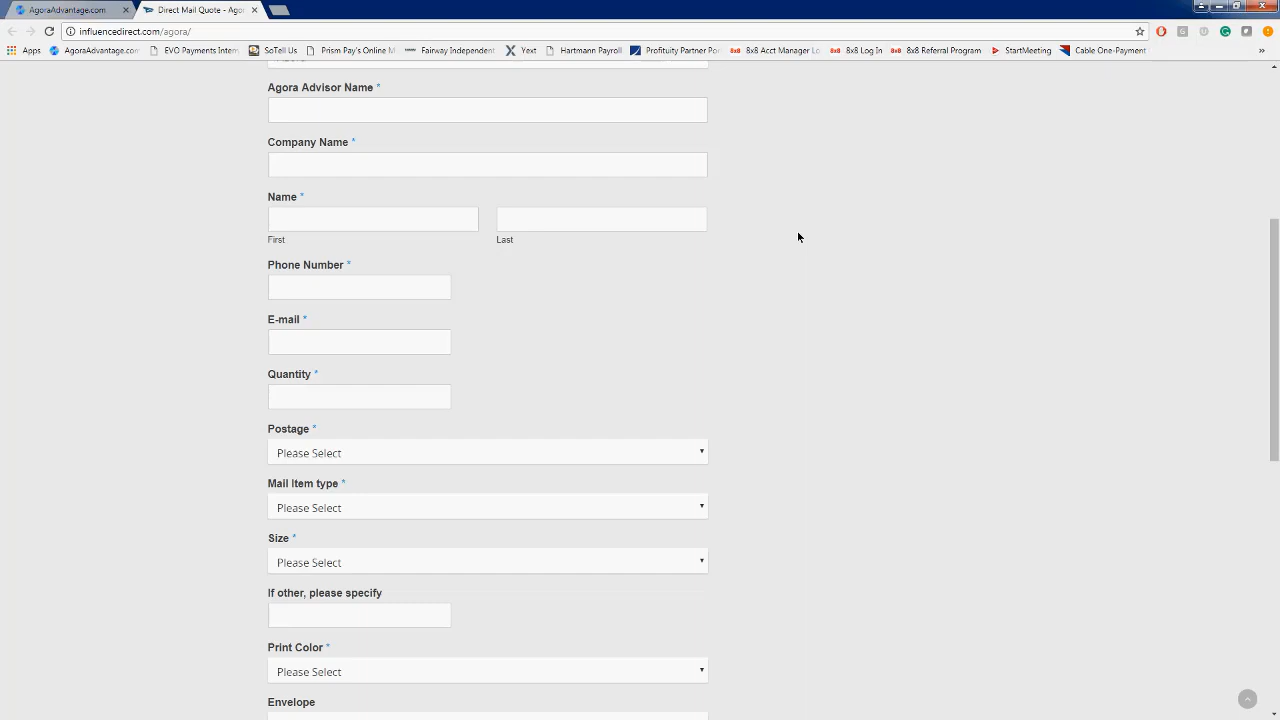 AgoraAdvantage.com
Direct Mail Quote - Agor
influencedirect.com/agora/
Apps AgoraAdvantage.com EVO Payments Intern SoTell Us Prism Pay's Online M Fairway Independent Yext Hartmann Payroll Profituity Partner Por 8x8 8x8 Acct Manager Lo 8x8 8x8 Log In 8x8 8x8 Referral Program StartMeeting Cable One-Payment »
Agora Advisor Name *
Company Name *
Name *
First Last
Phone Number *
E-mail *
Quantity *
Postage *
Please Select
Mail Item type *
Please Select
Size *
Please Select
If other, please specify
Print Color *
Please Select
Envelope